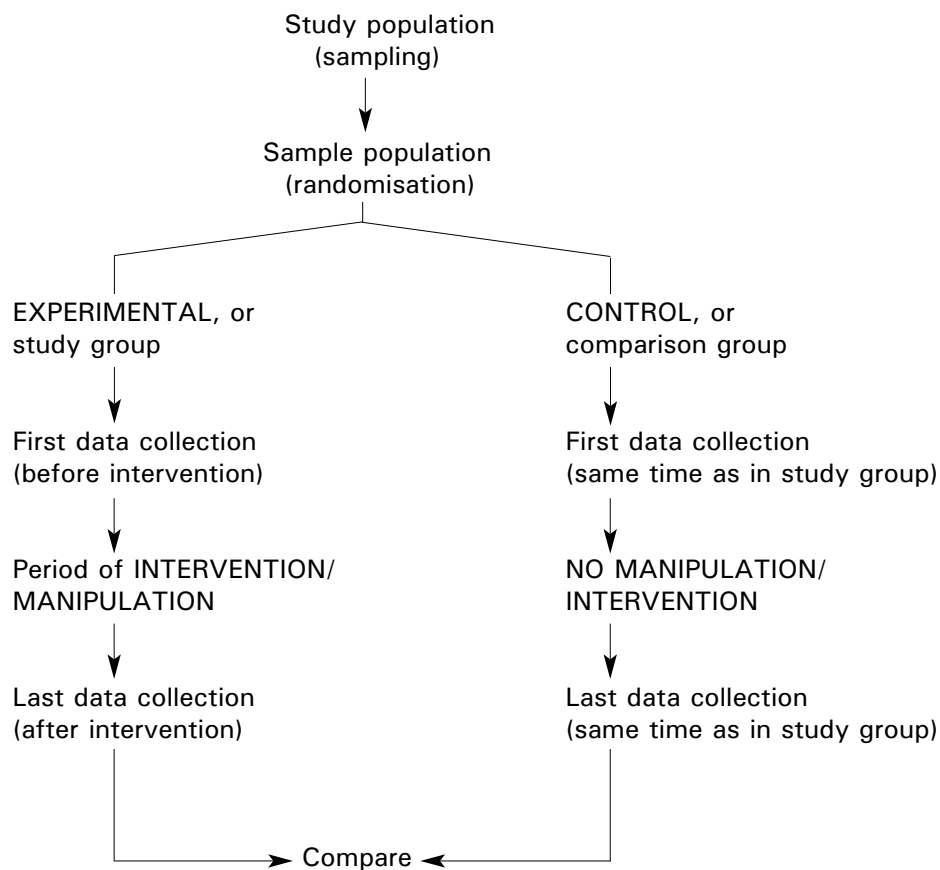 Study population
(sampling)
Sample population
(randomisation)
EXPERIMENTAL, or
study group
CONTROL, or
comparison group
First data collection
(before intervention)
First data collection
(same time as in study group)
Period of INTERVENTION/
MANIPULATION
NO MANIPULATION/
INTERVENTION
Last data collection
(after intervention)
Last data collection
(same time as in study group)
Compare